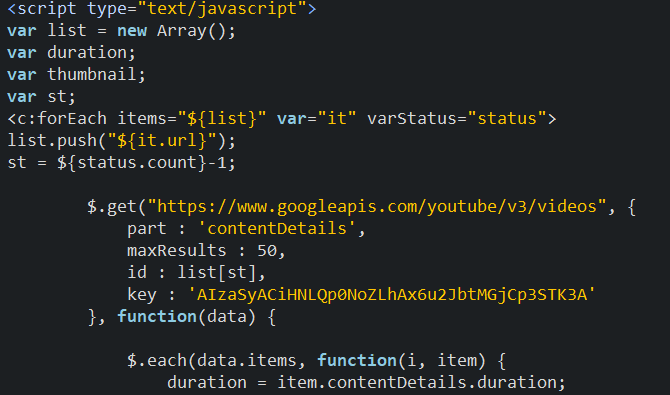 <script type="text/javascript">
var list = new Array();
var duration;
var thumbnail;
var st;
<c:forEach items="${list}" var="it" varStatus="status">
list.push("${it.url}");
st = ${status.count}-1;
$.get("https://www.googleapis.com/youtube/v3/videos", {
part : 'contentDetails',
maxResults : 50,
id : list[st],
key : 'AIzaSyACiHNLQp0NoZLhAx6u2JbtMGjCp3STK3A'
}, function(data) {
$.each(data.items, function(i, item) {
duration = item.contentDetails.duration;